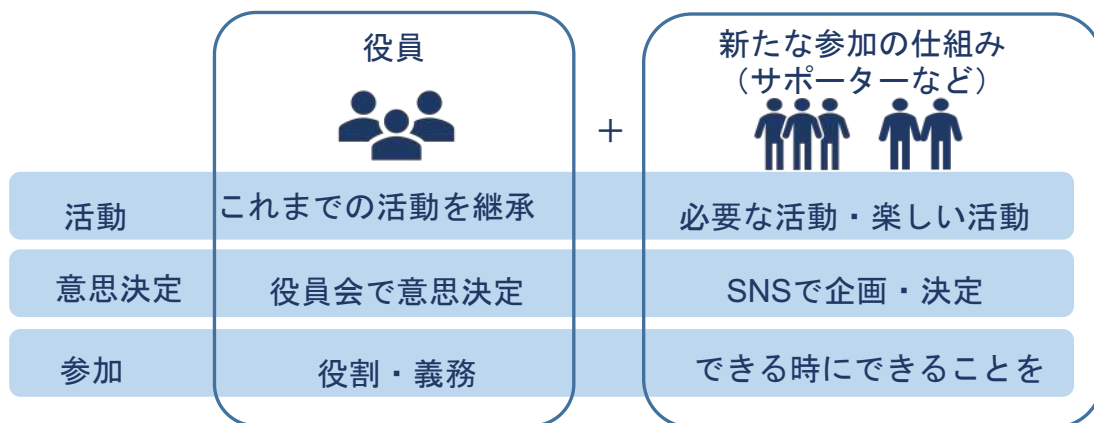 役員
新たな参加の仕組み
（サポーターなど）
＋
活動
これまでの活動を継承
必要な活動・楽しい活動
意思決定
役員会で意思決定
SNSで企画・決定
参加
役割・義務
できる時にできることを